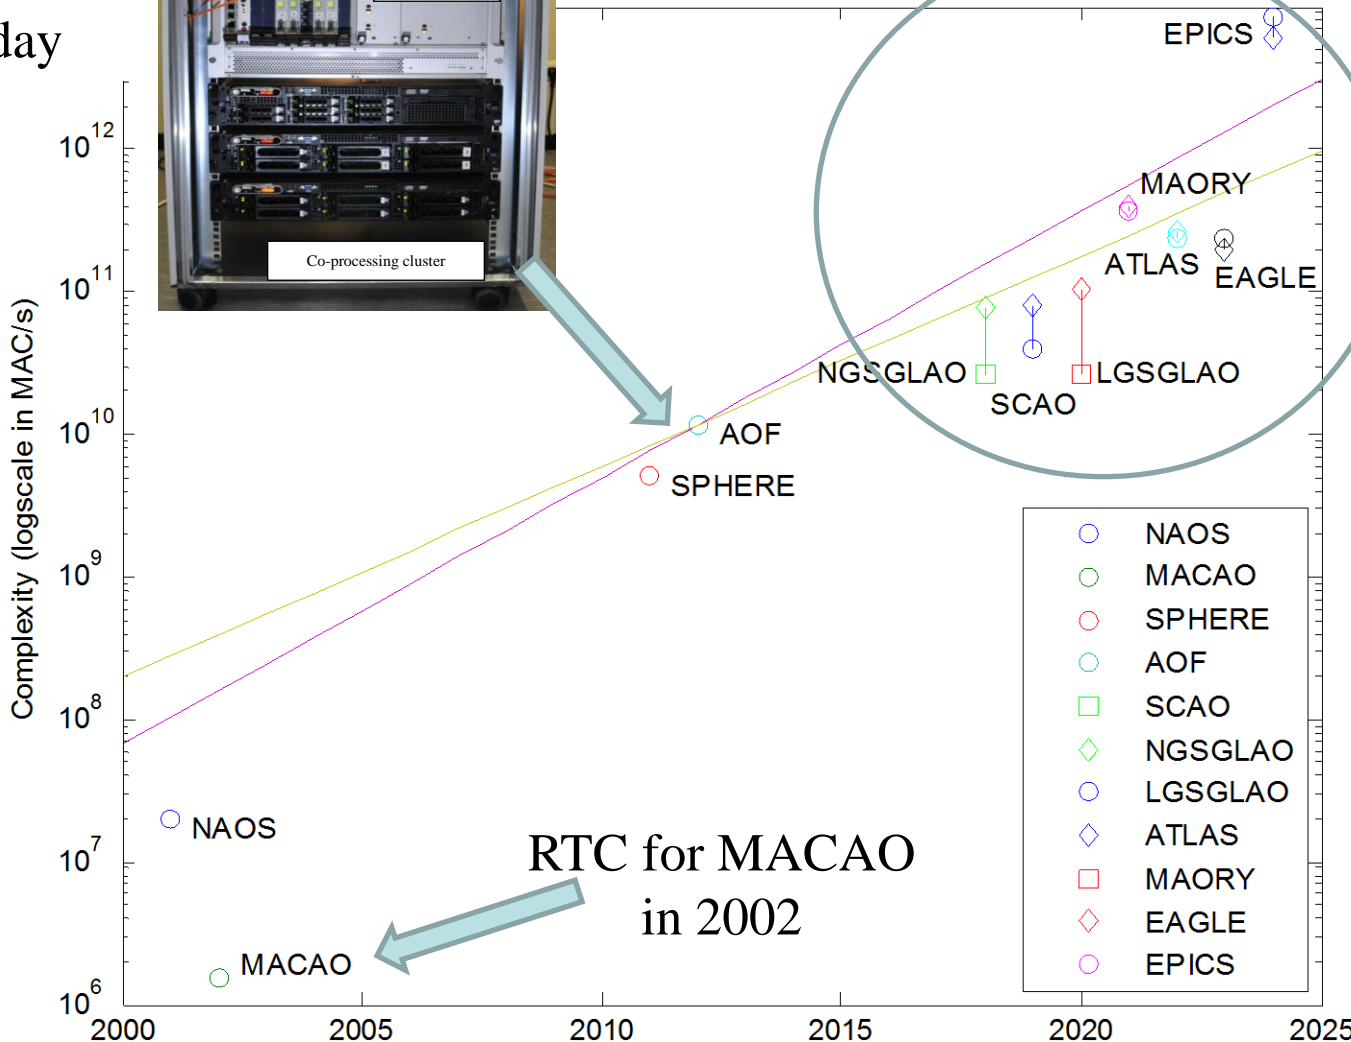 day
Co-processing cluster
Complexity (logscale in MAC/s)
10^12
10^11
10^10
10^9
10^8
10^7
10^6
2000
2005
2010
2015
2020
2025
EPICS
MAORY
ATLAS
EAGLE
NGSGLAO
SCAO
LGSGLAO
AOF
SPHERE
NAOS
MACAO
RTC for MACAO
in 2002
NAOS
MACAO
SPHERE
AOF
SCAO
NGSGLAO
LGSGLAO
ATLAS
MAORY
EAGLE
EPICS